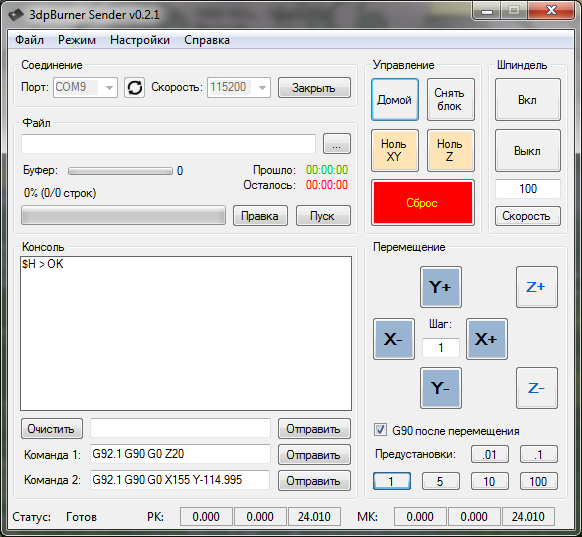 3dpBurner Sender v0.2.1
Файл Режим Настройки Справка
Соединение
Порт: COM9 Скорость: 115200 Закрыть
Файл
...
Буфер: 0 Прошло: 00:00:00
Осталось: 00:00:00
0% (0/0 строк)
Правка Пуск
Управление
Домой Снять блок
Ноль XY Ноль Z
Сброс
Шпиндель
Вкл
Выкл
100
Скорость
Консоль
$H > OK
Очистить Отправить
Команда 1: G92.1 G90 G0 Z20 Отправить
Команда 2: G92.1 G90 G0 X155 Y-114.995 Отправить
Перемещение
Y+ Z+
X- Шаг: 1 X+
Y- Z-
G90 после перемещения
Предустановки: .01 .1
1 5 10 100
Статус: Готов РК: 0.000 0.000 24.010 МК: 0.000 0.000 24.010